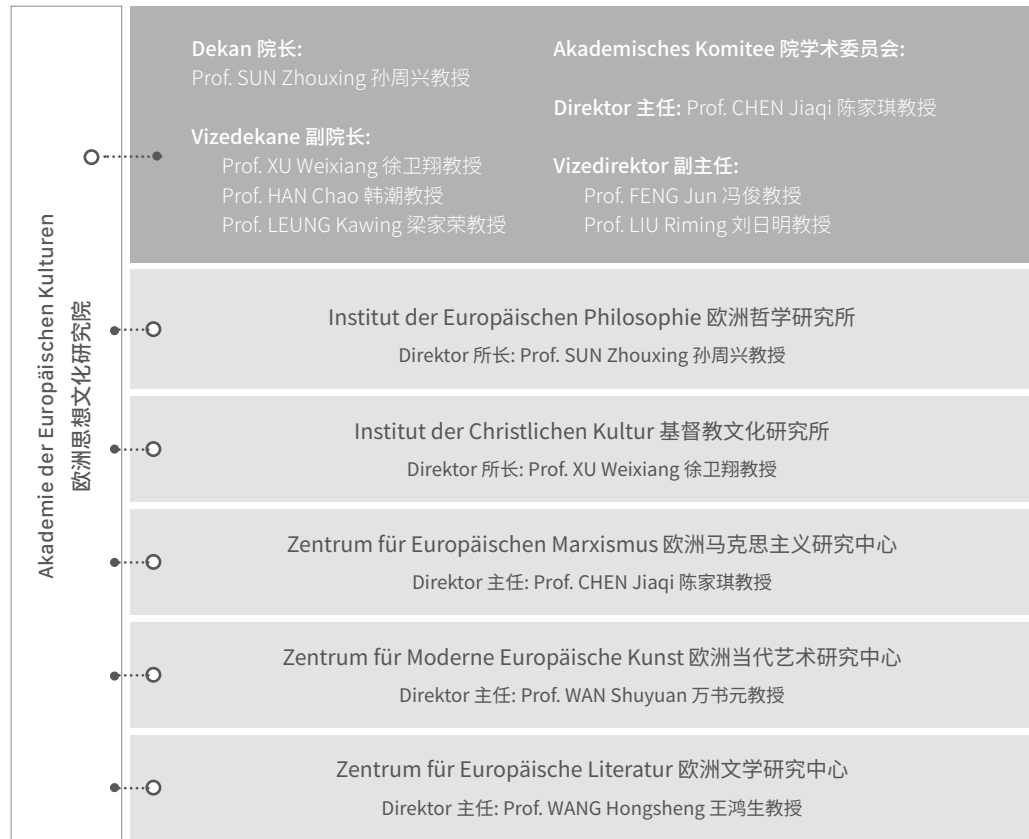 Akademie der Europäischen Kulturen
欧洲思想文化研究院
Dekan 院长:
Prof. SUN Zhouxing 孙周兴教授
Vizedekane 副院长:
Prof. XU Weixiang 徐卫翔教授
Prof. HAN Chao 韩潮教授
Prof. LEUNG Kawing 梁家荣教授
Akademisches Komitee 院学术委员会:
Direktor 主任: Prof. CHEN Jiaqi 陈家琪教授
Vizedirektor 副主任:
Prof. FENG Jun 冯俊教授
Prof. LIU Riming 刘日明教授
Institut der Europäischen Philosophie 欧洲哲学研究所
Direktor 所长: Prof. SUN Zhouxing 孙周兴教授
Institut der Christlichen Kultur 基督教文化研究所
Direktor 所长: Prof. XU Weixiang 徐卫翔教授
Zentrum für Europäischen Marxismus 欧洲马克思主义研究中心
Direktor 主任: Prof. CHEN Jiaqi 陈家琪教授
Zentrum für Moderne Europäische Kunst 欧洲当代艺术研究中心
Direktor 主任: Prof. WAN Shuyuan 万书元教授
Zentrum für Europäische Literatur 欧洲文学研究中心
Direktor 主任: Prof. WANG Hongsheng 王鸿生教授